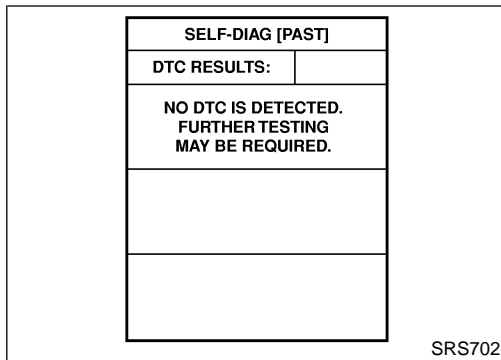 SELF-DIAG [PAST]
DTC RESULTS:
NO DTC IS DETECTED.
FURTHER TESTING
MAY BE REQUIRED.
SRS702